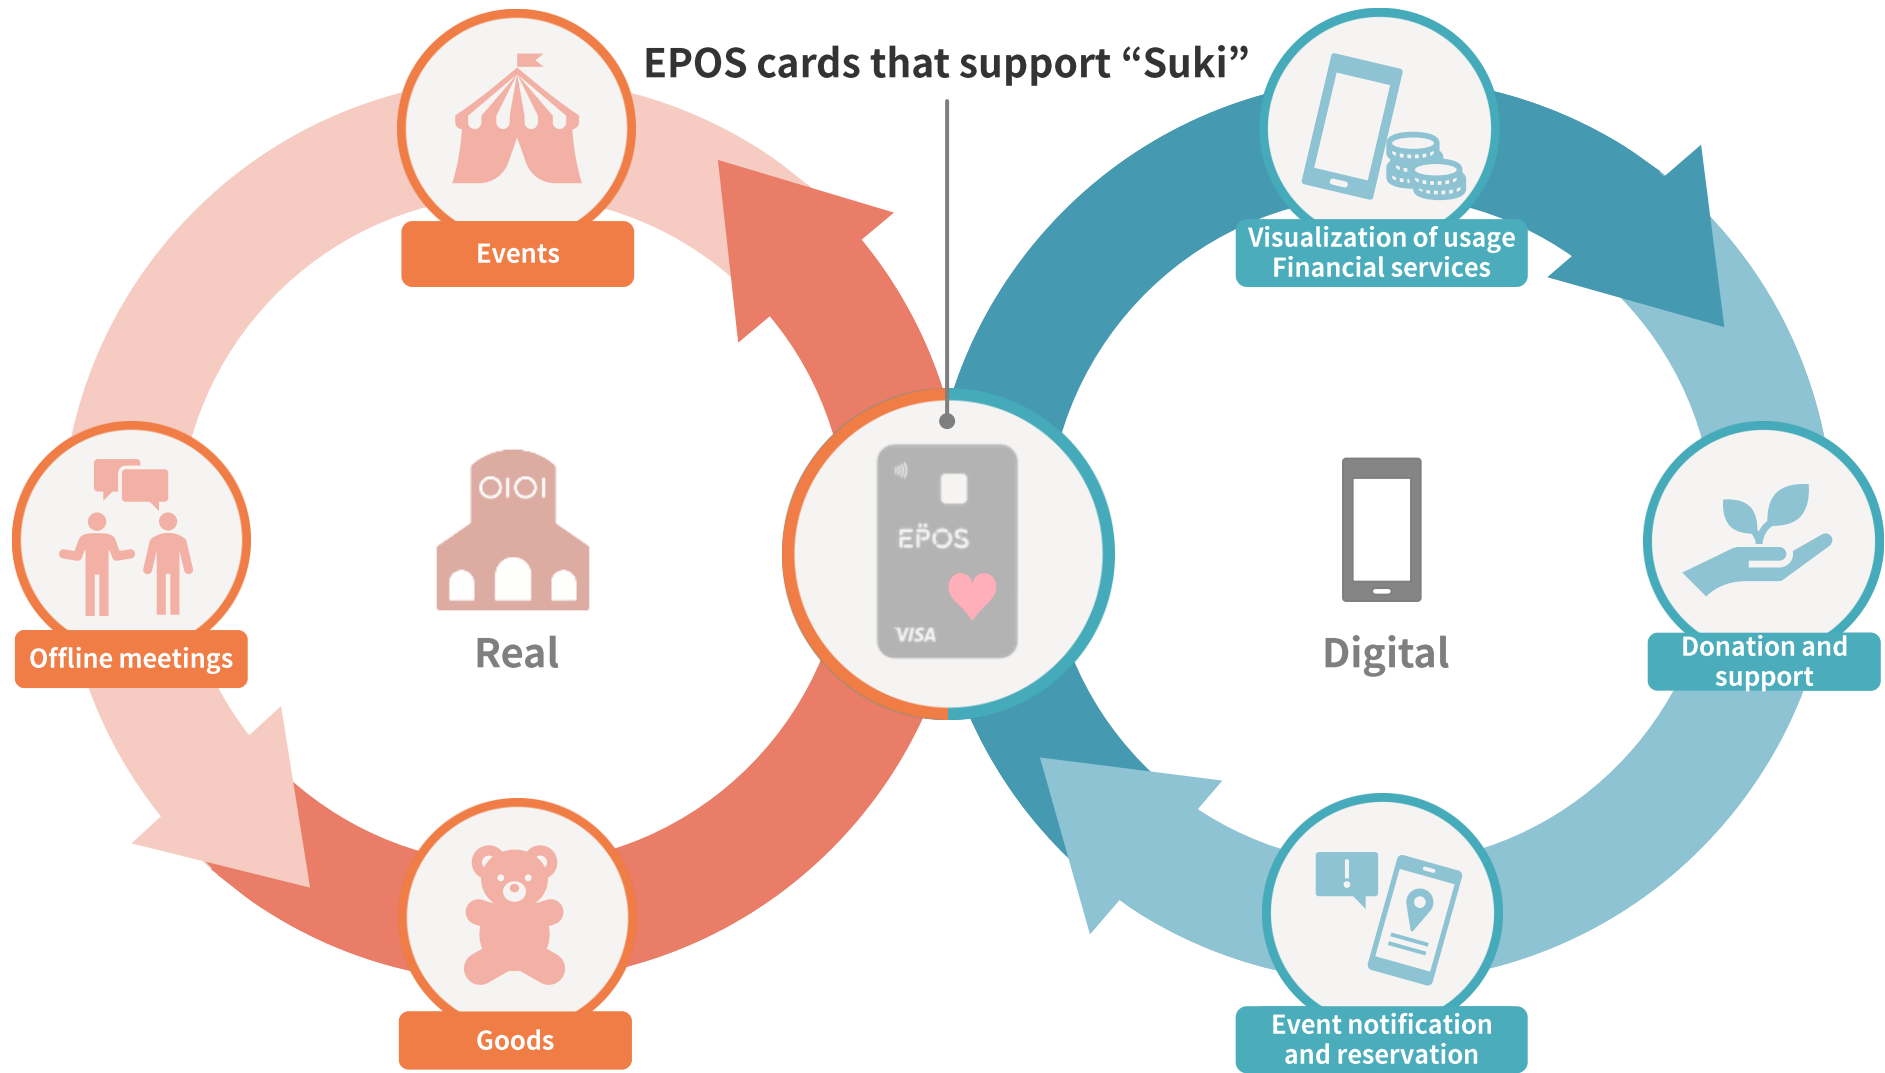 EPOS cards that support “Suki”
Events
Offline meetings
OIOI
Real
Goods
EPOS
VISA
Visualization of usage
Financial services
Digital
Donation and
support
!
Event notification
and reservation